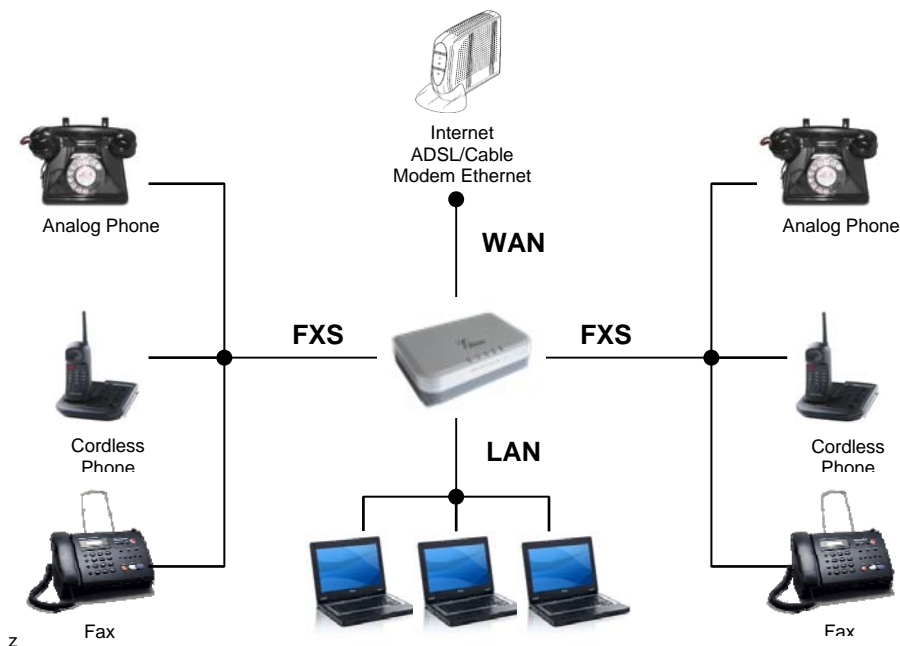 Internet
ADSL/Cable
Modem Ethernet
Analog Phone
Analog Phone
WAN
FXS
FXS
Cordless
Phone
Cordless
Phone
LAN
Fax
Fax
z